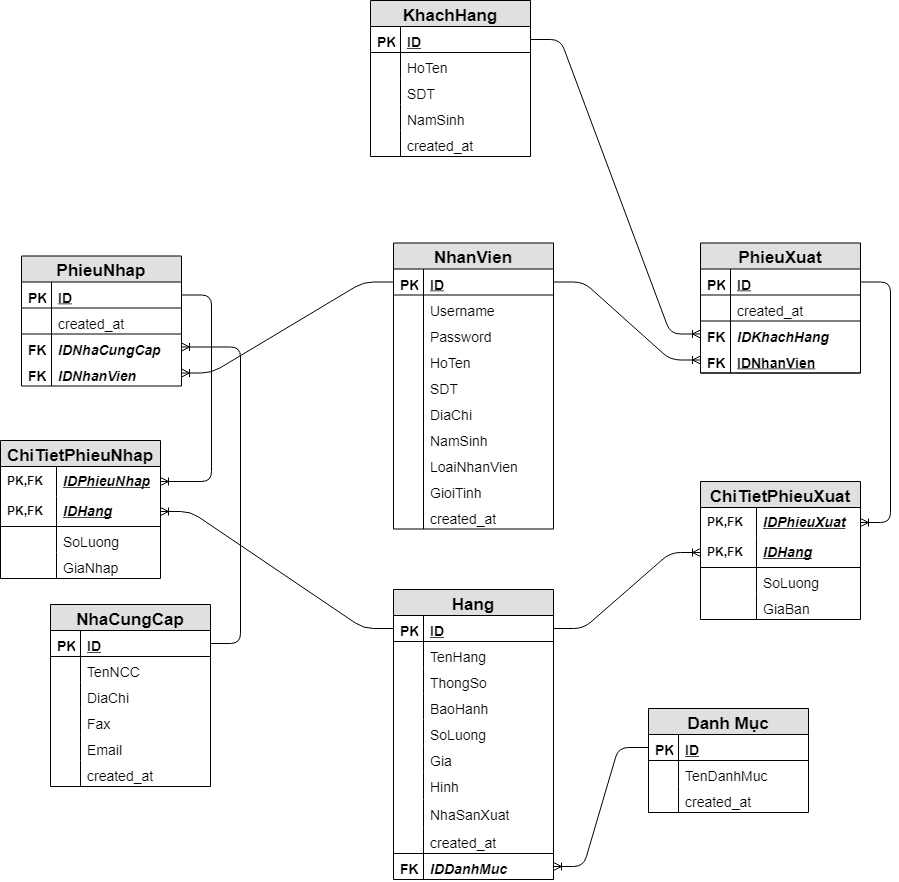 KhachHang
PK ID
HoTen
SDT
NamSinh
created_at
PhieuNhap
PK ID
created_at
FK IDNhaCungCap
FK IDNhanVien
NhanVien
PK ID
Username
Password
HoTen
SDT
DiaChi
NamSinh
LoaiNhanVien
GioiTinh
created_at
PhieuXuat
PK ID
created_at
FK IDKhachHang
FK IDNhanVien
ChiTietPhieuNhap
PK,FK IDPhieuNhap
PK,FK IDHang
SoLuong
GiaNhap
ChiTietPhieuXuat
PK,FK IDPhieuXuat
PK,FK IDHang
SoLuong
GiaBan
NhaCungCap
PK ID
TenNCC
DiaChi
Fax
Email
created_at
Hang
PK ID
TenHang
ThongSo
BaoHanh
SoLuong
Gia
Hinh
NhaSanXuat
created_at
FK IDDanhMuc
Danh Mục
PK ID
TenDanhMuc
created_at